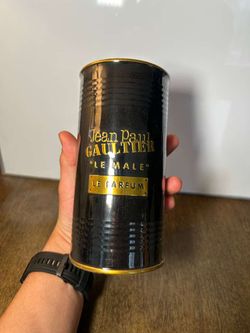 Jean Paul
GAULTIER
"LE MALE"
LE PARFUM